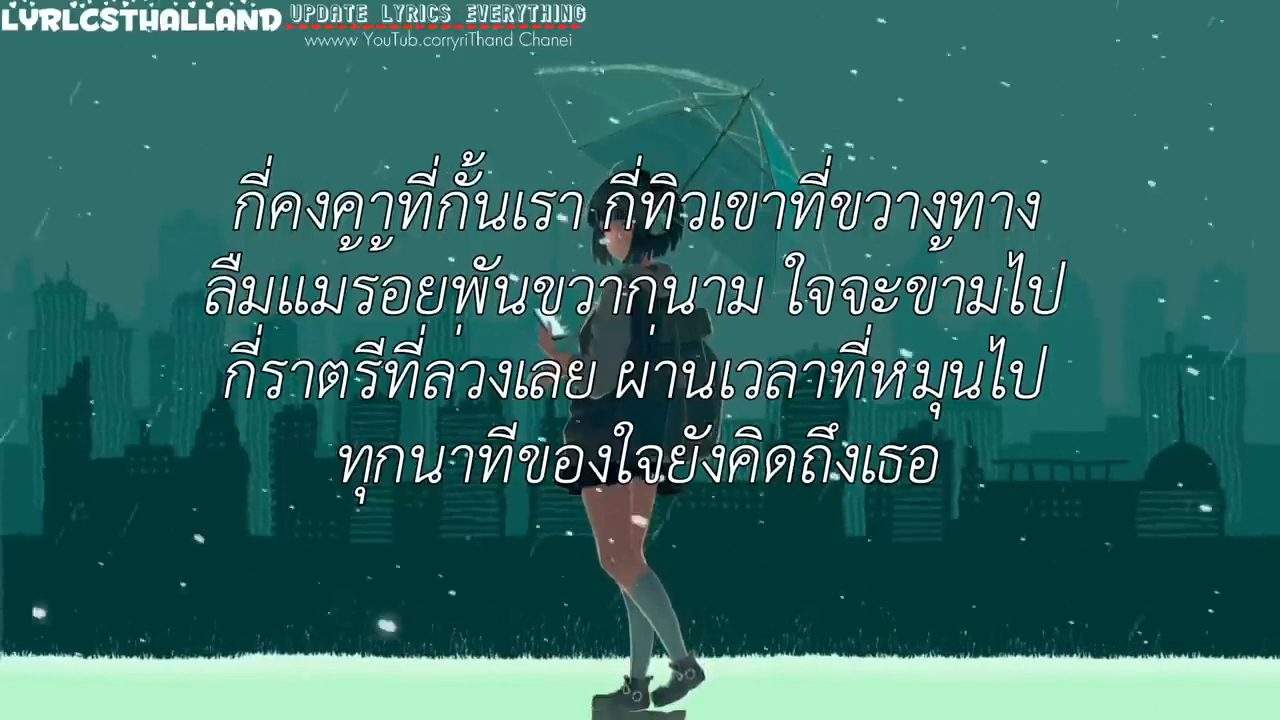 LYRLCSTHALLAND UPDATE LYRICS EVERYTHING
wwww YouTub.corryriThand Chanei
กี่คงคาที่กั้นเรา กี่ทิวเขาที่ขวางทาง
ลืมแม้ร้อยพันขวากนาม ใจจะข้ามไป
กี่ราตรีที่ล่วงเลย ผ่านเวลาที่หมุนไป
ทุกนาทีของใจยังคิดถึงเธอ